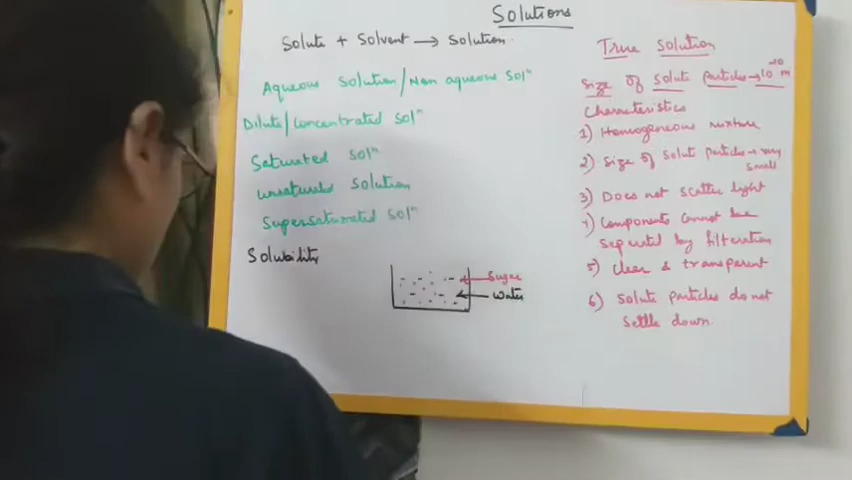 Solutions
Solute + Solvent → Solution
Aqueous Solution/Non aqueous Solⁿ
Dilute/Concentrated Solⁿ
Saturated Solⁿ
unsaturated Solution
Supersaturated Solⁿ
Solubility
Sugar
Water
True Solution
Size of solute particles → 10⁻¹⁰ m
Characteristics
1) Homogeneous mixture
2) Size of solute particles → very
small
3) Does not scatter light
4) Components cannot be
seperated by filteration
5) clear & transparent
6) Solute particles do not
settle down.